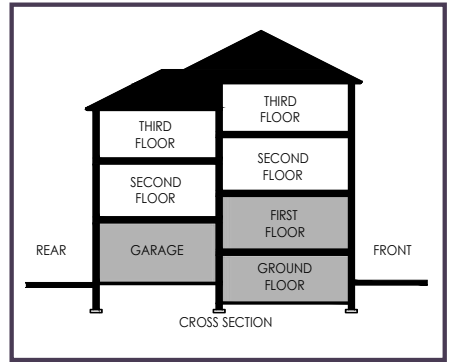 THIRD
FLOOR
THIRD
FLOOR
SECOND
FLOOR
SECOND
FLOOR
FIRST
FLOOR
REAR
GARAGE
FRONT
GROUND
FLOOR
CROSS SECTION